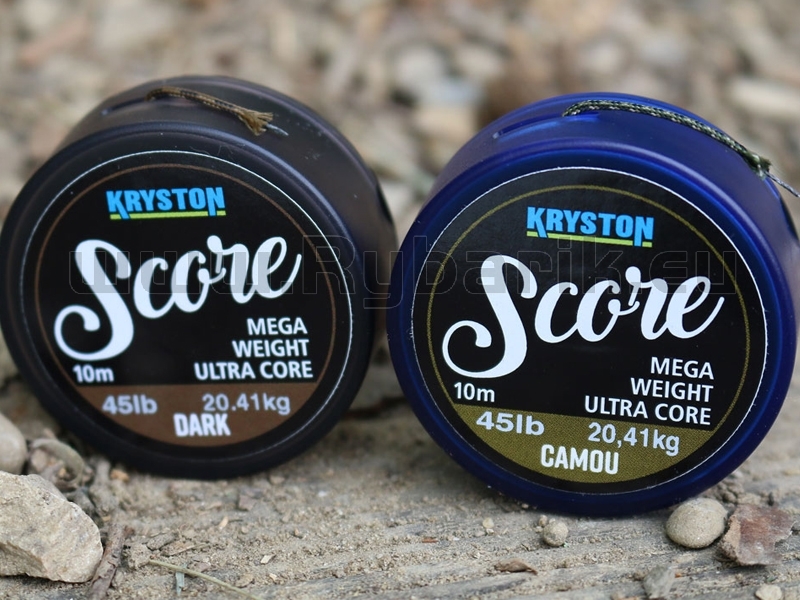 KRYSTON
Score
MEGA
WEIGHT
ULTRA CORE
10m
45lb 20.41kg
DARK
KRYSTON
Score
MEGA
WEIGHT
ULTRA CORE
10m
45lb 20,41kg
CAMOU
www.Rybarik.eu